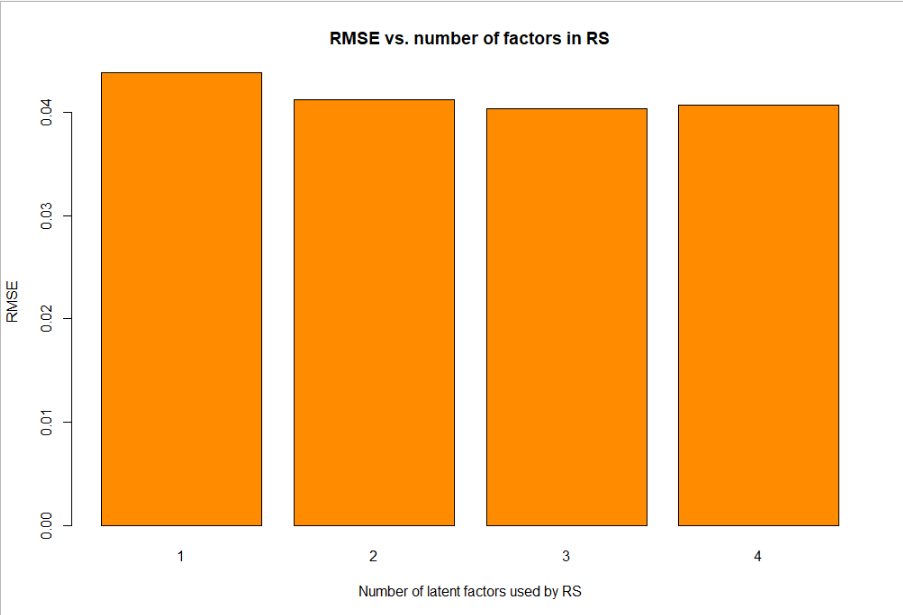 RMSE vs. number of factors in RS
RMSE
0.04
0.03
0.02
0.01
0.00
1 2 3 4
Number of latent factors used by RS